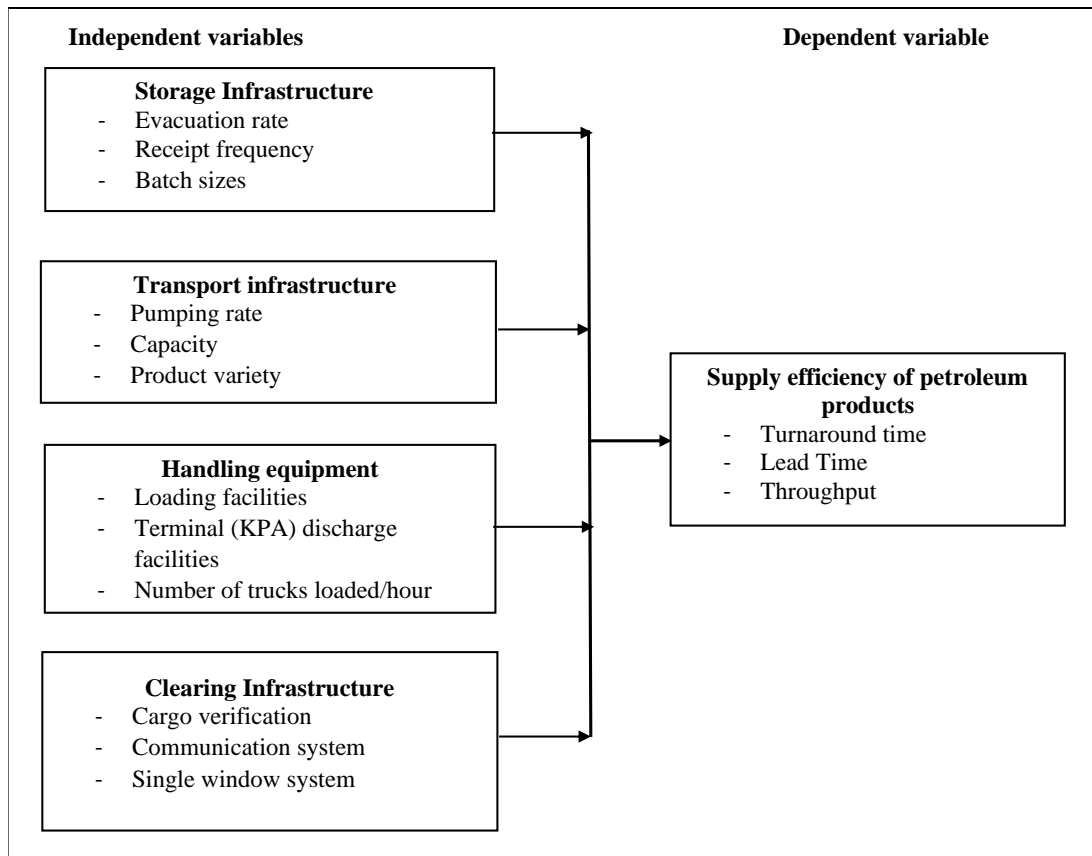 Independent variables
Dependent variable
Storage Infrastructure
- Evacuation rate
- Receipt frequency
- Batch sizes
Transport infrastructure
- Pumping rate
- Capacity
- Product variety
Handling equipment
- Loading facilities
- Terminal (KPA) discharge
facilities
- Number of trucks loaded/hour
Clearing Infrastructure
- Cargo verification
- Communication system
- Single window system
Supply efficiency of petroleum
products
- Turnaround time
- Lead Time
- Throughput